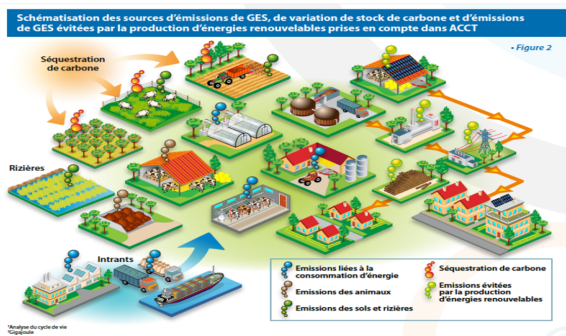 Schématisation des sources d'émissions de GES, de variation de stock de carbone et d'émissions
de GES évitées par la production d'énergies renouvelables prises en compte dans ACCT
• Figure 2
Séquestration
de carbone
Rizières
Intrants
Emissions liées à la
consommation d'énergie
Emissions des animaux
Emissions des sols et rizières
Séquestration de carbone
Emissions évitées
par la production
d'énergies renouvelables
¹Analyse du cycle de vie
²Gigajoule